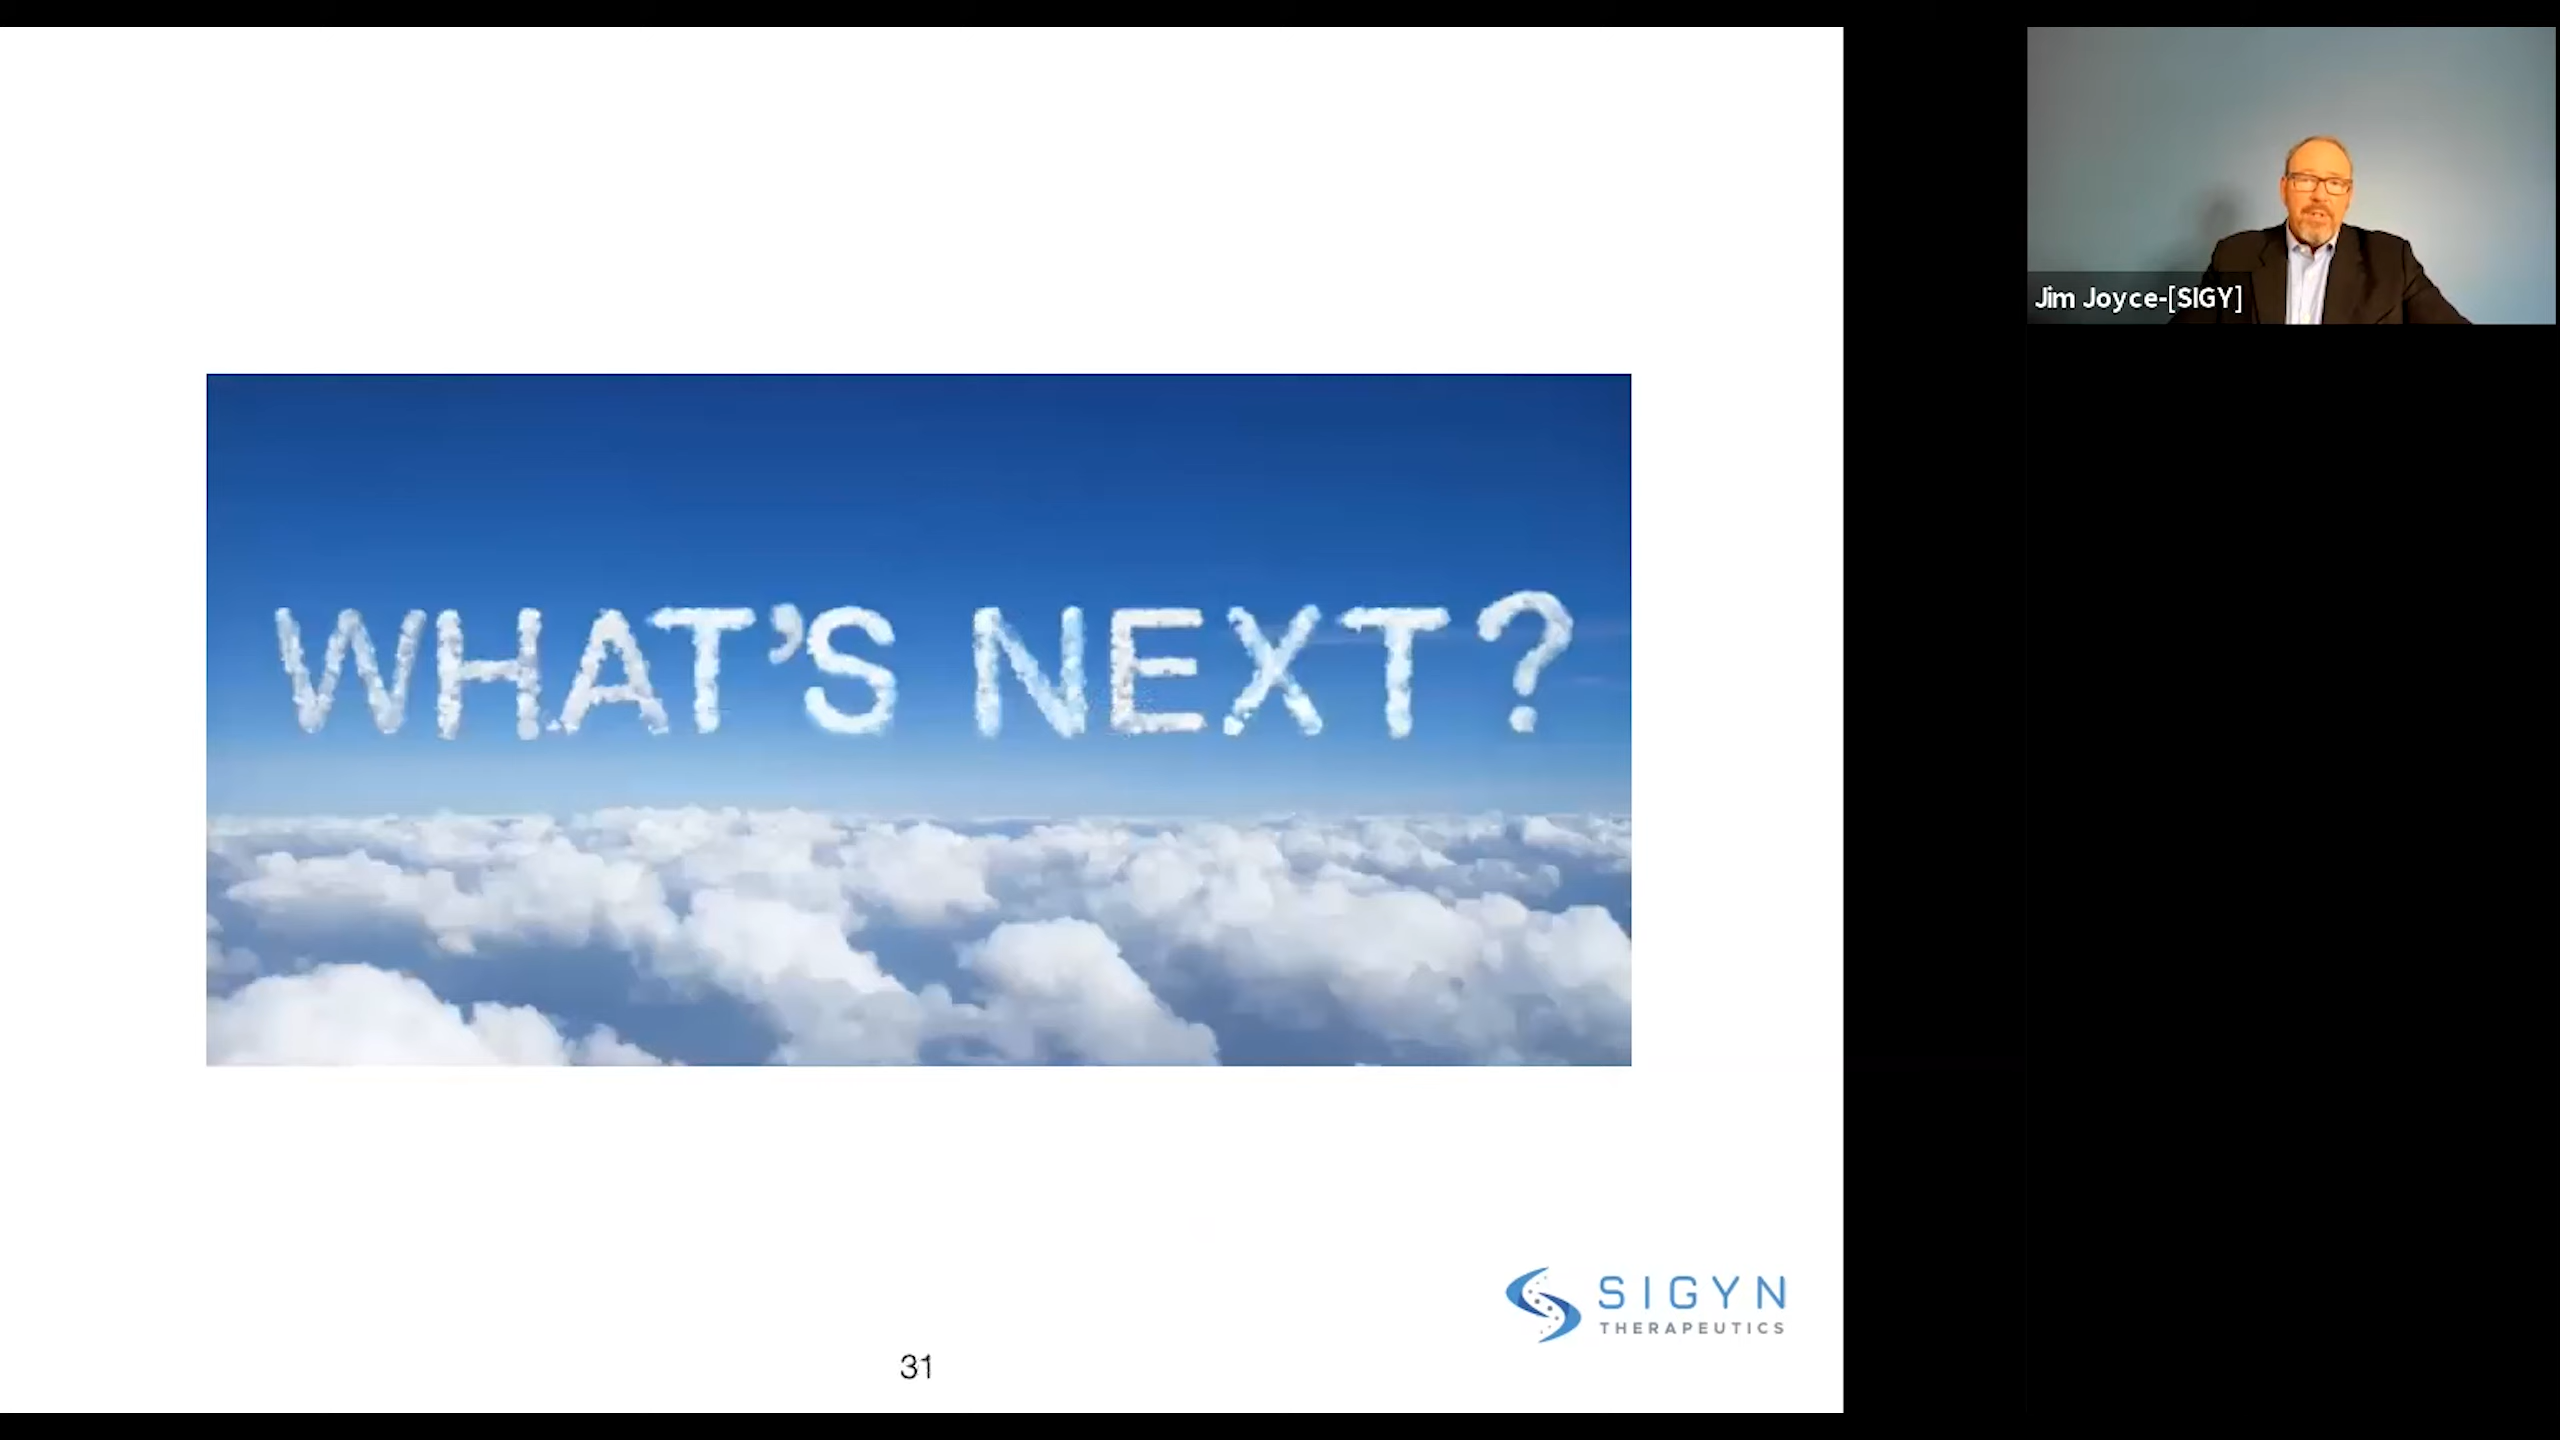 WHAT'S NEXT?
SIGYN
THERAPEUTICS
31
Jim Joyce-[SIGY]